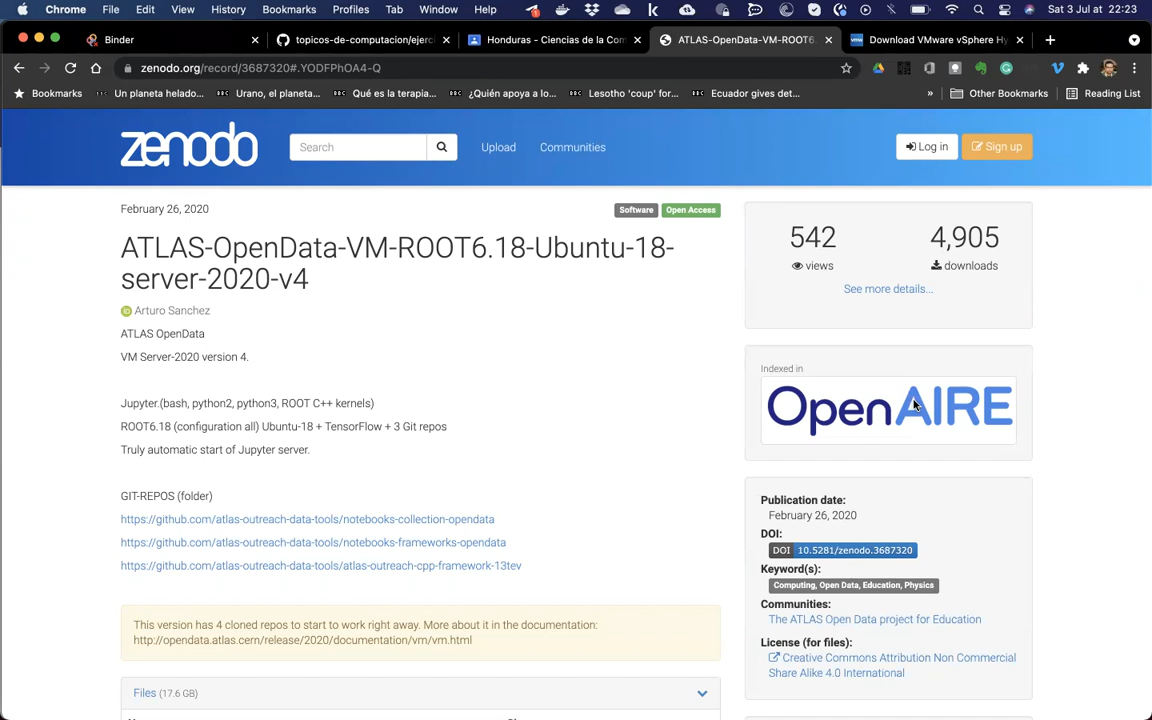 Chrome File Edit View History Bookmarks Profiles Tab Window Help Sat 3 Jul at 22:23
Binder × topicos-de-computacion/ejerc × Honduras - Ciencias de la Com × ATLAS-OpenData-VM-ROOT6. × Download VMware vSphere Hy ×
zenodo.org/record/3687320#.YODFPhOA4-Q
Bookmarks Un planeta helado... Urano, el planeta... Qué es la terapia... ¿Quién apoya a lo... Lesotho 'coup' for... Ecuador gives det... » Other Bookmarks Reading List
zenodo Search Upload Communities Log in Sign up
February 26, 2020 Software Open Access
ATLAS-OpenData-VM-ROOT6.18-Ubuntu-18-
server-2020-v4
Arturo Sanchez
ATLAS OpenData
VM Server-2020 version 4.
Jupyter.(bash, python2, python3, ROOT C++ kernels)
ROOT6.18 (configuration all) Ubuntu-18 + TensorFlow + 3 Git repos
Truly automatic start of Jupyter server.
GIT-REPOS (folder)
https://github.com/atlas-outreach-data-tools/notebooks-collection-opendata
https://github.com/atlas-outreach-data-tools/notebooks-frameworks-opendata
https://github.com/atlas-outreach-data-tools/atlas-outreach-cpp-framework-13tev
This version has 4 cloned repos to start to work right away. More about it in the documentation:
http://opendata.atlas.cern/release/2020/documentation/vm/vm.html
Files (17.6 GB)
542 4,905
views downloads
See more details...
Indexed in
OpenAIRE
Publication date:
February 26, 2020
DOI:
DOI 10.5281/zenodo.3687320
Keyword(s):
Computing, Open Data, Education, Physics
Communities:
The ATLAS Open Data project for Education
License (for files):
Creative Commons Attribution Non Commercial
Share Alike 4.0 International